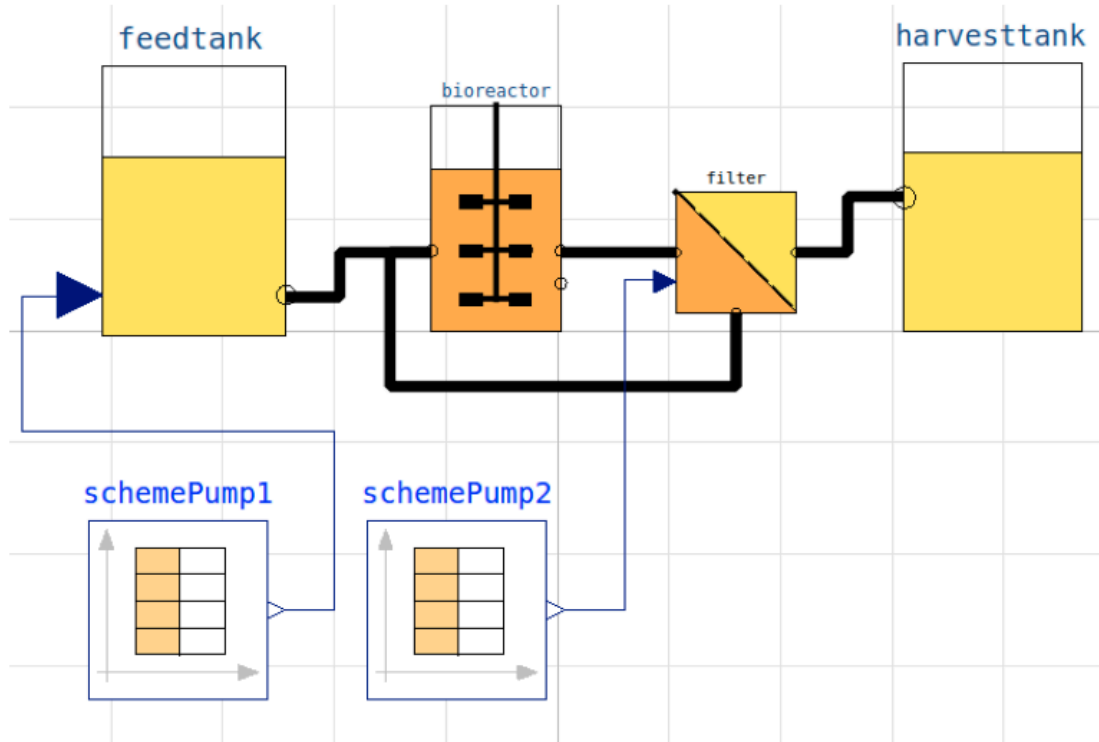 feedtank
harvesttank
bioreactor
filter
schemePump1
schemePump2